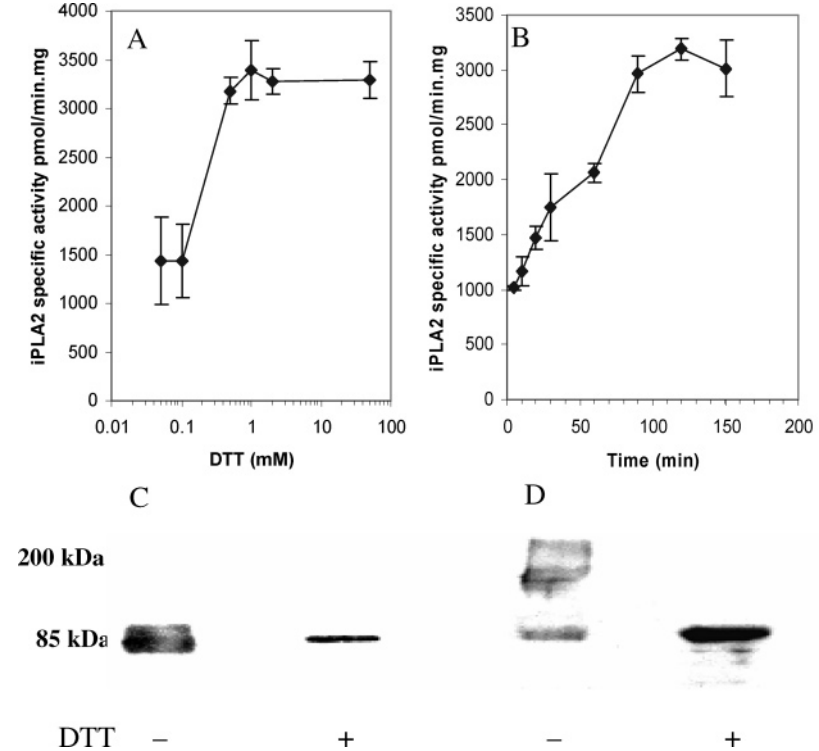 A
iPLA2 specific activity pmol/min.mg
4000
3500
3000
2500
2000
1500
1000
500
0
0.01 0.1 1 10 100
DTT (mM)
B
iPLA2 specific activity pmol/min.mg
3500
3000
2500
2000
1500
1000
500
0
0 50 100 150 200
Time (min)
C
D
200 kDa
85 kDa
DTT – + – +